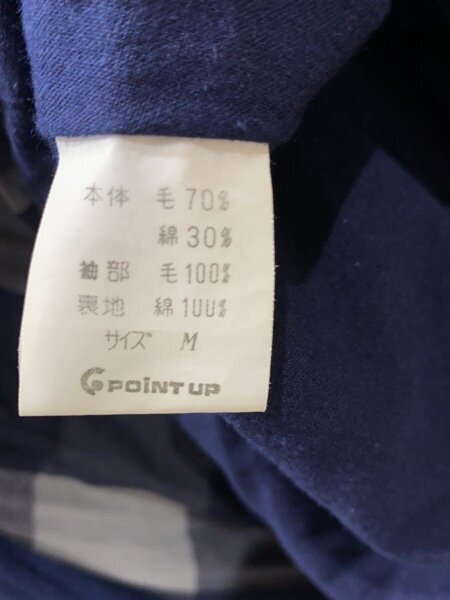 本体 毛 70%
綿 30%
袖部 毛 100%
裏地 綿 100%
サイズ M
POINT UP